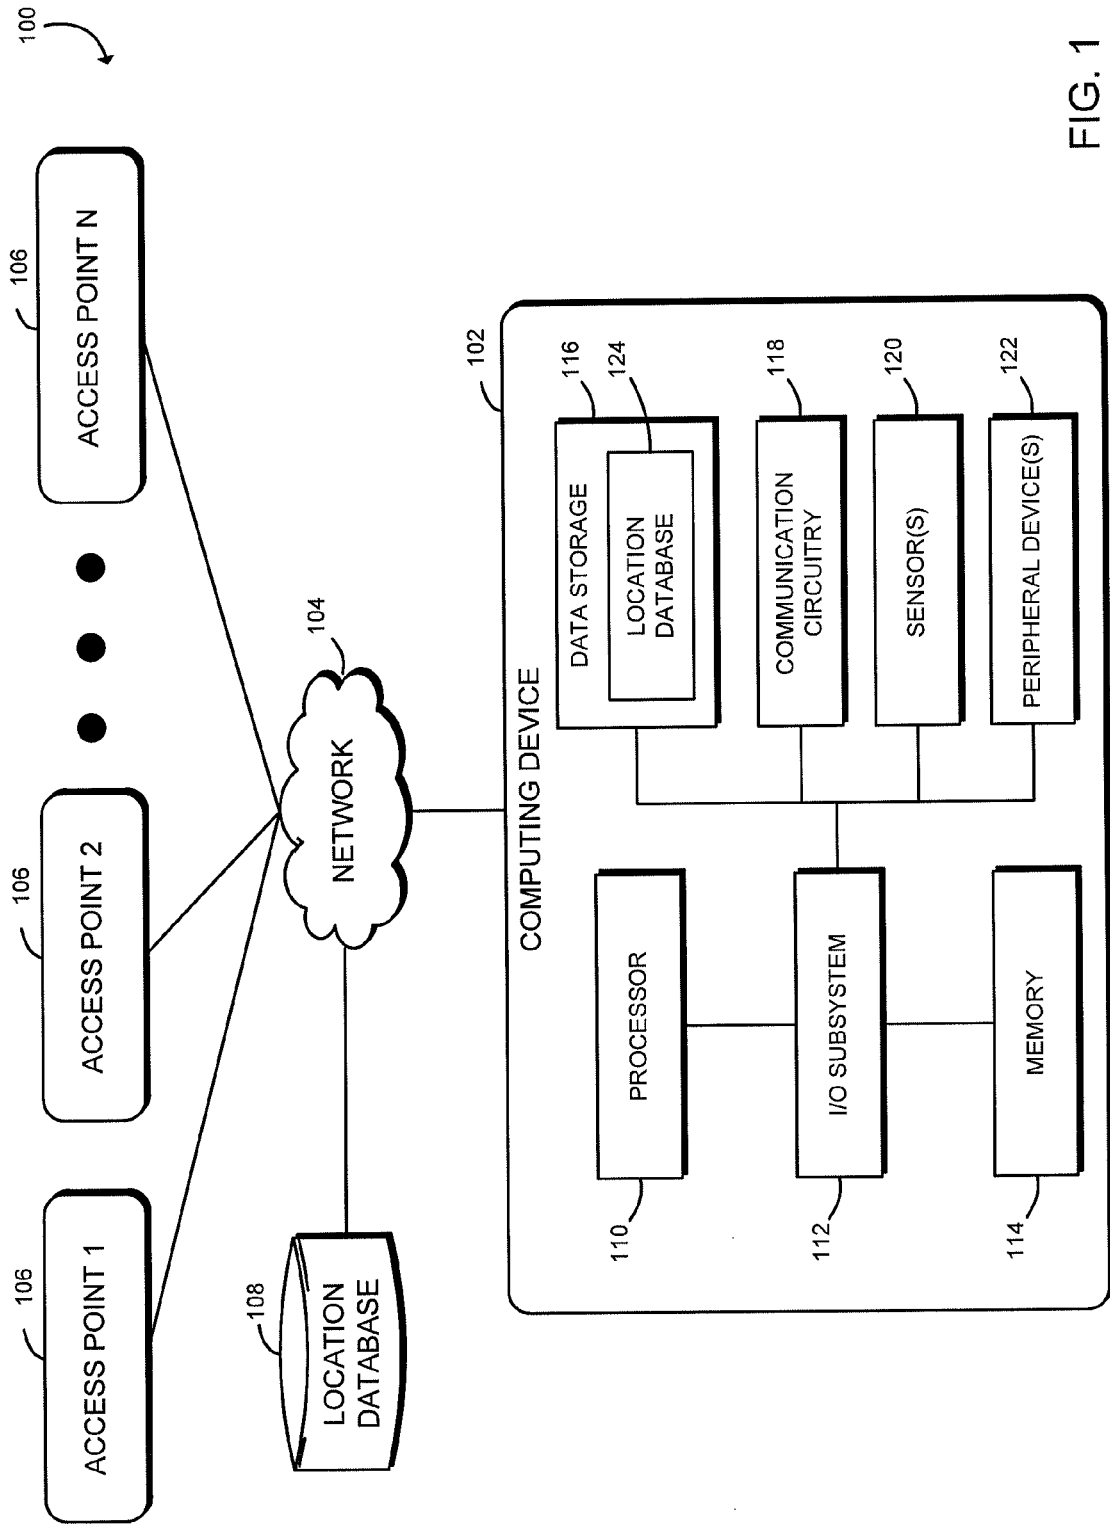 100
106
106
106
ACCESS POINT 1
ACCESS POINT 2
ACCESS POINT N
108
LOCATION
DATABASE
104
NETWORK
102
COMPUTING DEVICE
110
PROCESSOR
112
I/O SUBSYSTEM
114
MEMORY
116
DATA STORAGE
124
LOCATION
DATABASE
118
COMMUNICATION
CIRCUITRY
120
SENSOR(S)
122
PERIPHERAL DEVICE(S)
FIG. 1